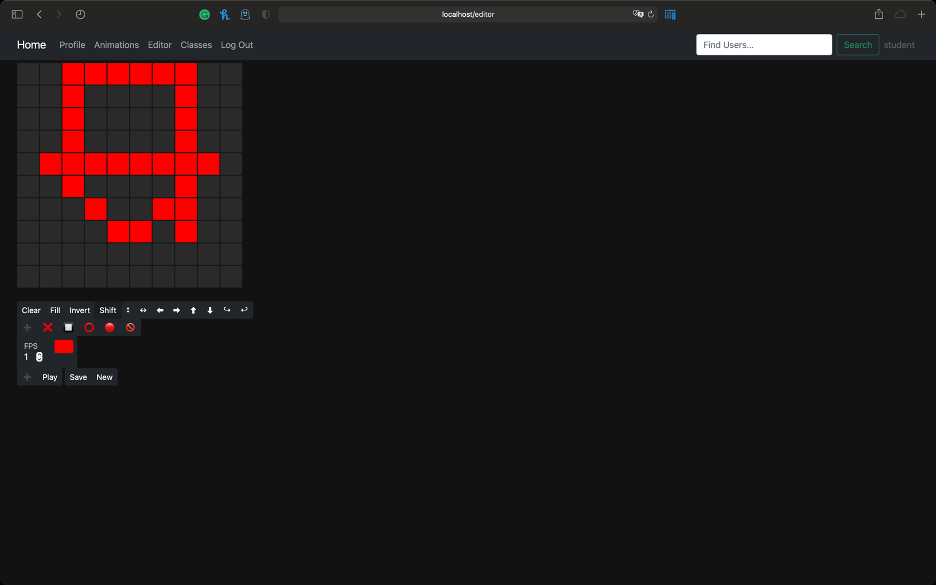 localhost/editor
Home Profile Animations Editor Classes Log Out Find Users... Search student
Clear Fill Invert Shift
FPS
1
Play Save New